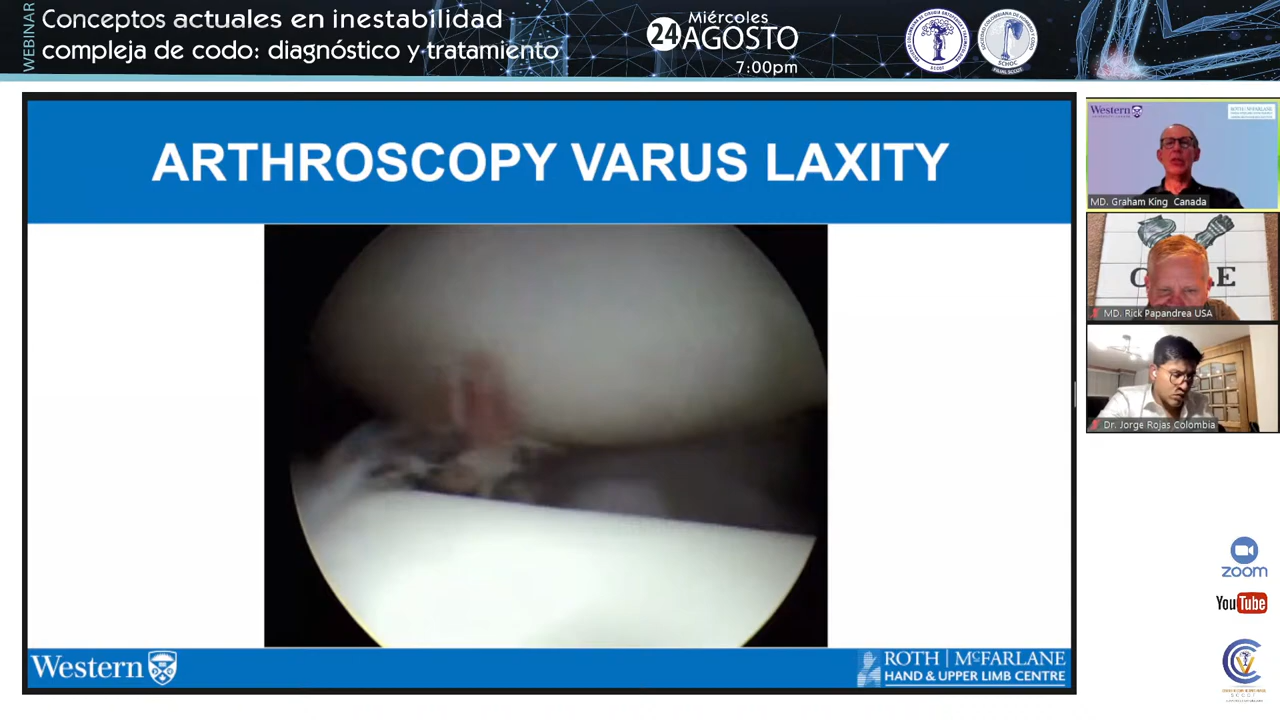 WEBINAR
Conceptos actuales en inestabilidad
compleja de codo: diagnóstico y tratamiento
Miércoles
24 AGOSTO
7:00pm
SCHOC
ARTHROSCOPY VARUS LAXITY
Western
ROTH | MCFARLANE
HAND & UPPER LIMB CENTRE
Western
MD. Graham King Canada
MD. Rick Papandrea USA
Dr. Jorge Rojas Colombia
zoom
YouTube